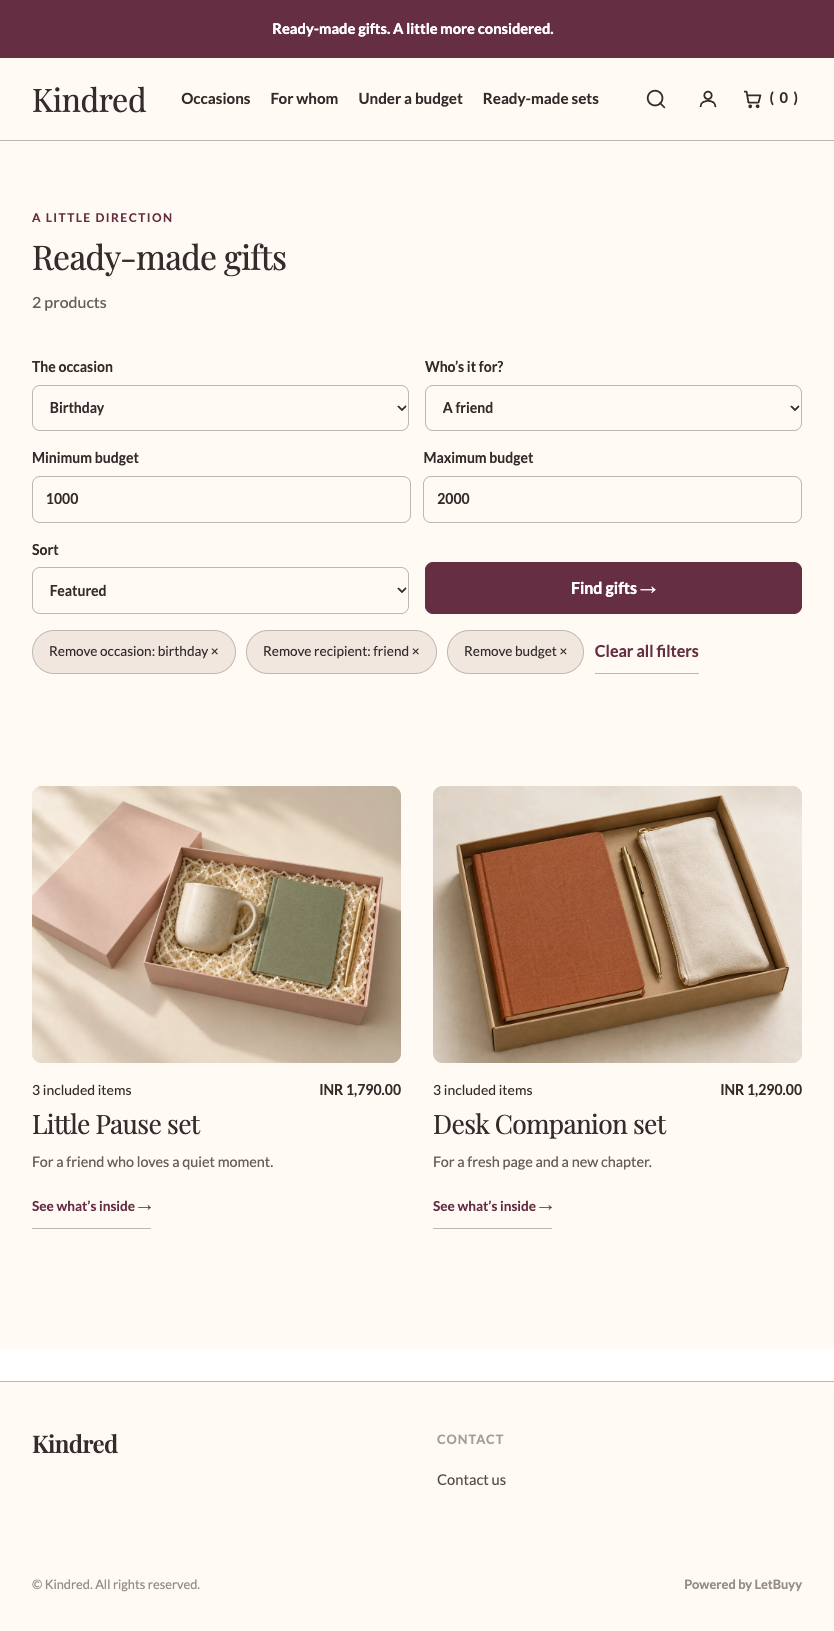 Ready-made gifts. A little more considered.
Kindred
Occasions
For whom
Under a budget
Ready-made sets
( 0 )
A LITTLE DIRECTION
Ready-made gifts
2 products
The occasion
Who's it for?
Birthday
A friend
Minimum budget
Maximum budget
1000
2000
Sort
Featured
Find gifts →
Remove occasion: birthday ×
Remove recipient: friend ×
Remove budget ×
Clear all filters
3 included items
INR 1,790.00
Little Pause set
For a friend who loves a quiet moment.
See what's inside →
3 included items
INR 1,290.00
Desk Companion set
For a fresh page and a new chapter.
See what's inside →
Kindred
CONTACT
Contact us
© Kindred. All rights reserved.
Powered by LetBuyy